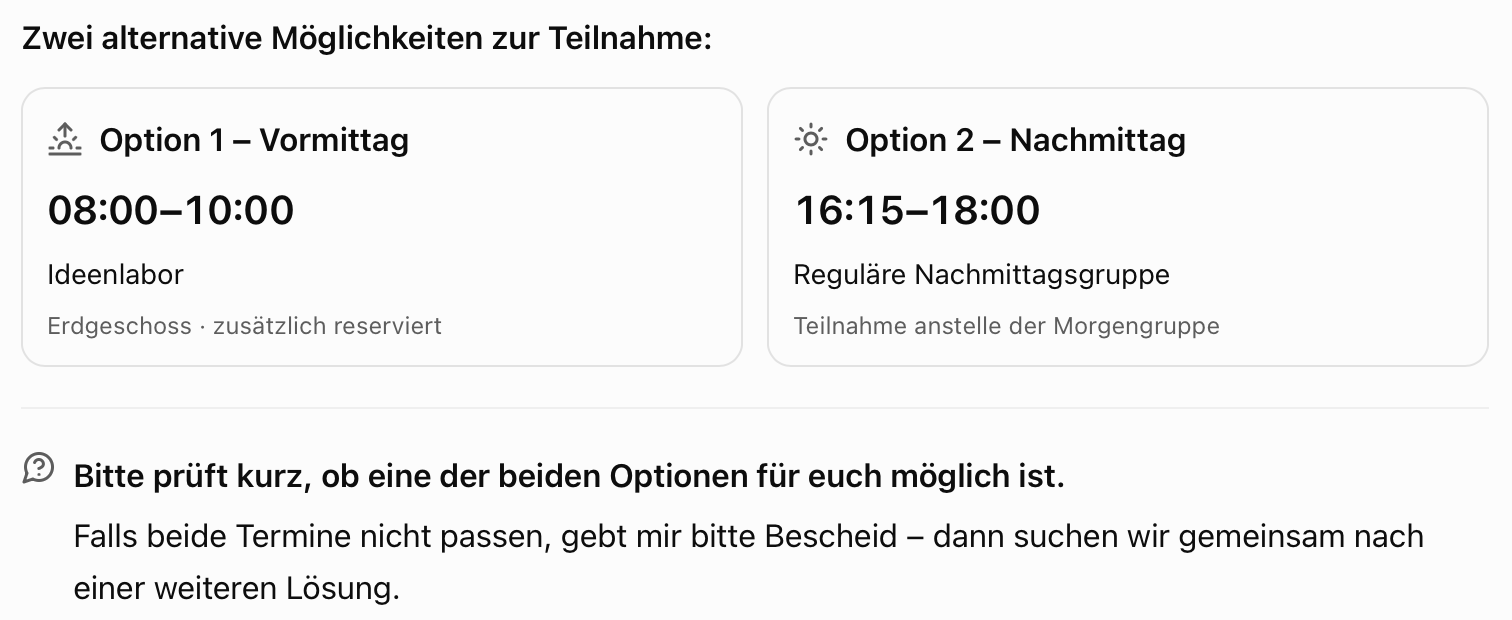 Zwei alternative Möglichkeiten zur Teilnahme:
Option 1 – Vormittag
08:00–10:00
Ideenlabor
Erdgeschoss · zusätzlich reserviert
Option 2 – Nachmittag
16:15–18:00
Reguläre Nachmittagsgruppe
Teilnahme anstelle der Morgengruppe
Bitte prüft kurz, ob eine der beiden Optionen für euch möglich ist.
Falls beide Termine nicht passen, gebt mir bitte Bescheid – dann suchen wir gemeinsam nach
einer weiteren Lösung.